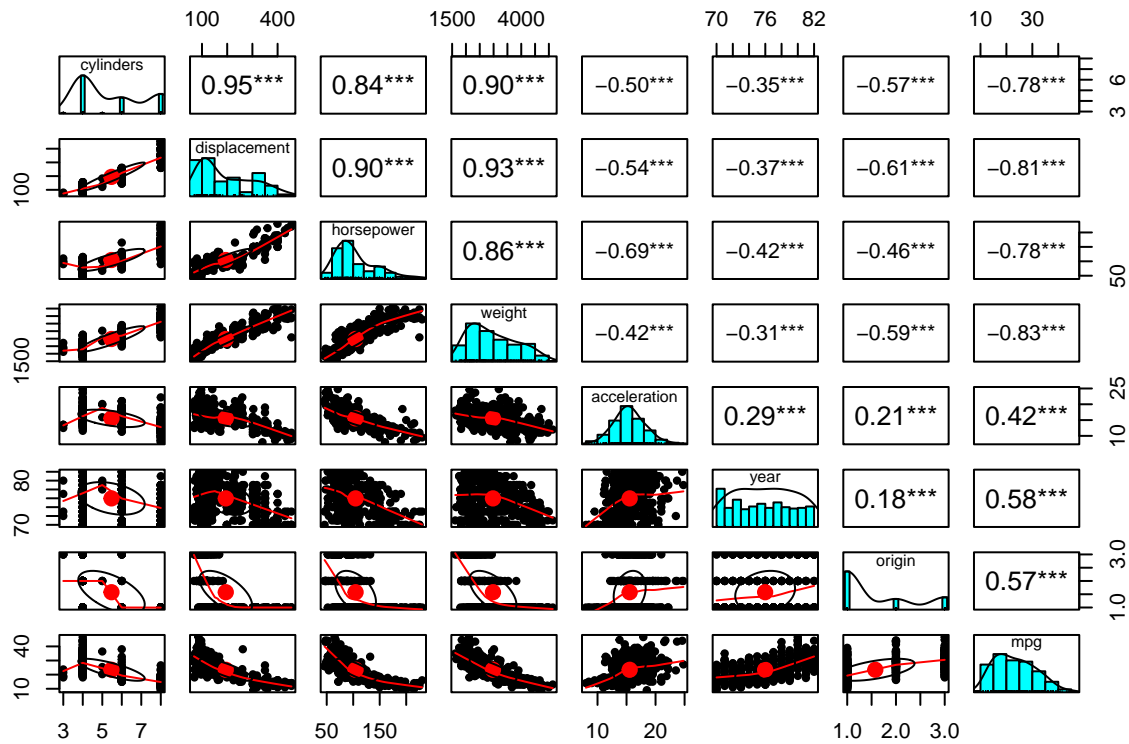 100 400 1500 4000 70 76 82 10 30
cylinders 0.95*** 0.84*** 0.90*** −0.50*** −0.35*** −0.57*** −0.78*** 3 6
100 displacement 0.90*** 0.93*** −0.54*** −0.37*** −0.61*** −0.81***
horsepower 0.86*** −0.69*** −0.42*** −0.46*** −0.78*** 50
1500 weight −0.42*** −0.31*** −0.59*** −0.83***
acceleration 0.29*** 0.21*** 0.42*** 10 25
70 80 year 0.18*** 0.58***
origin 0.57*** 1.0 3.0
10 40 mpg
3 5 7 50 150 10 20 1.0 2.0 3.0